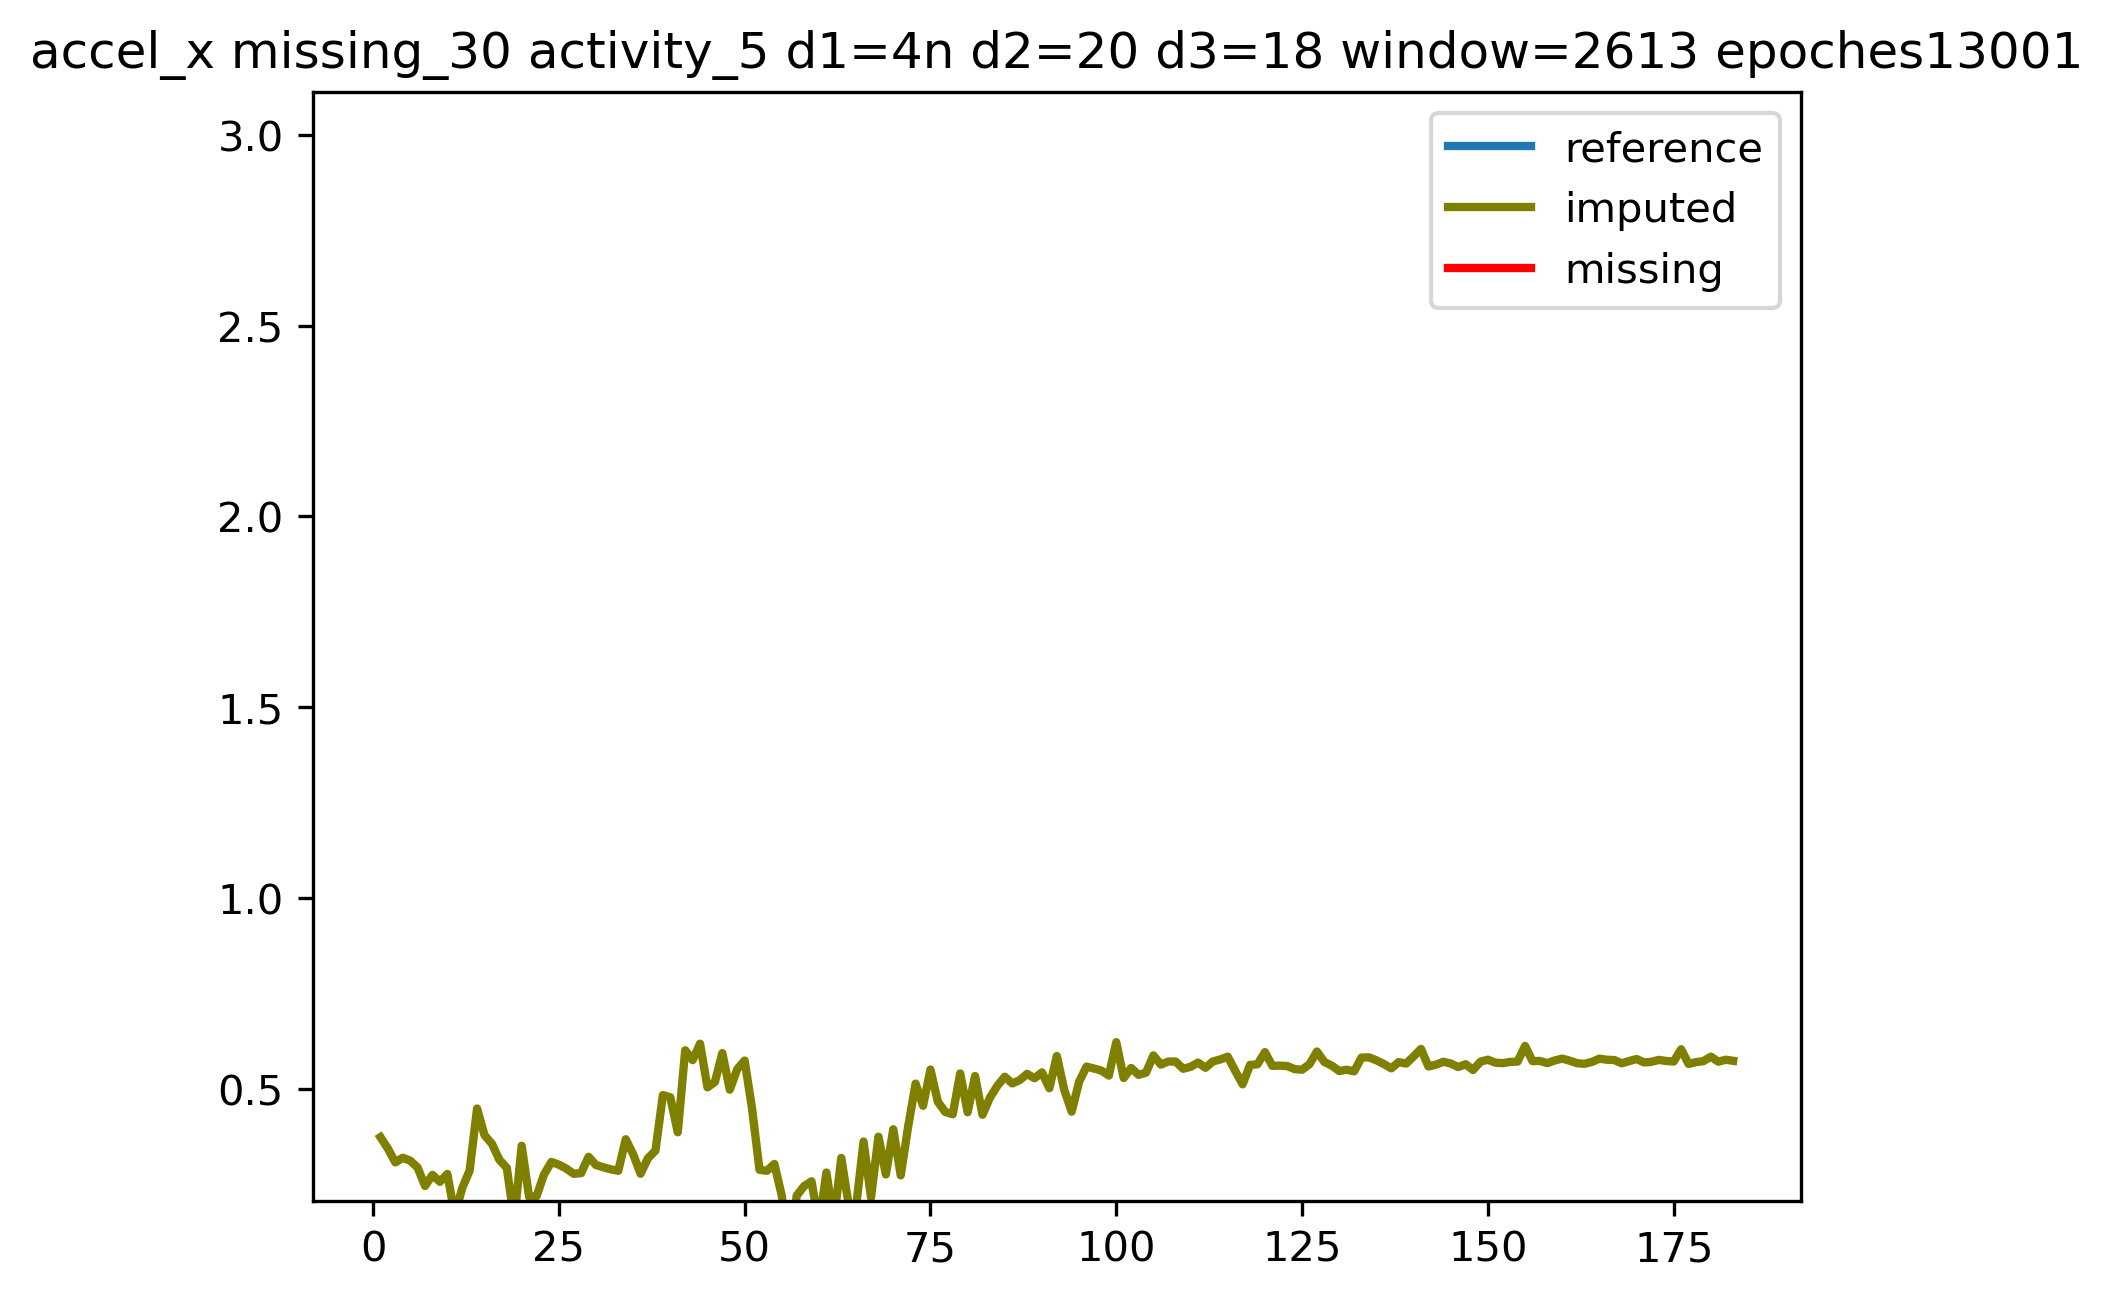 accel_x missing_30 activity_5 d1=4n d2=20 d3=18 window=2613 epoches13001
3.0
2.5
2.0
1.5
1.0
0.5
reference
imputed
missing
0 25 50 75 100 125 150 175